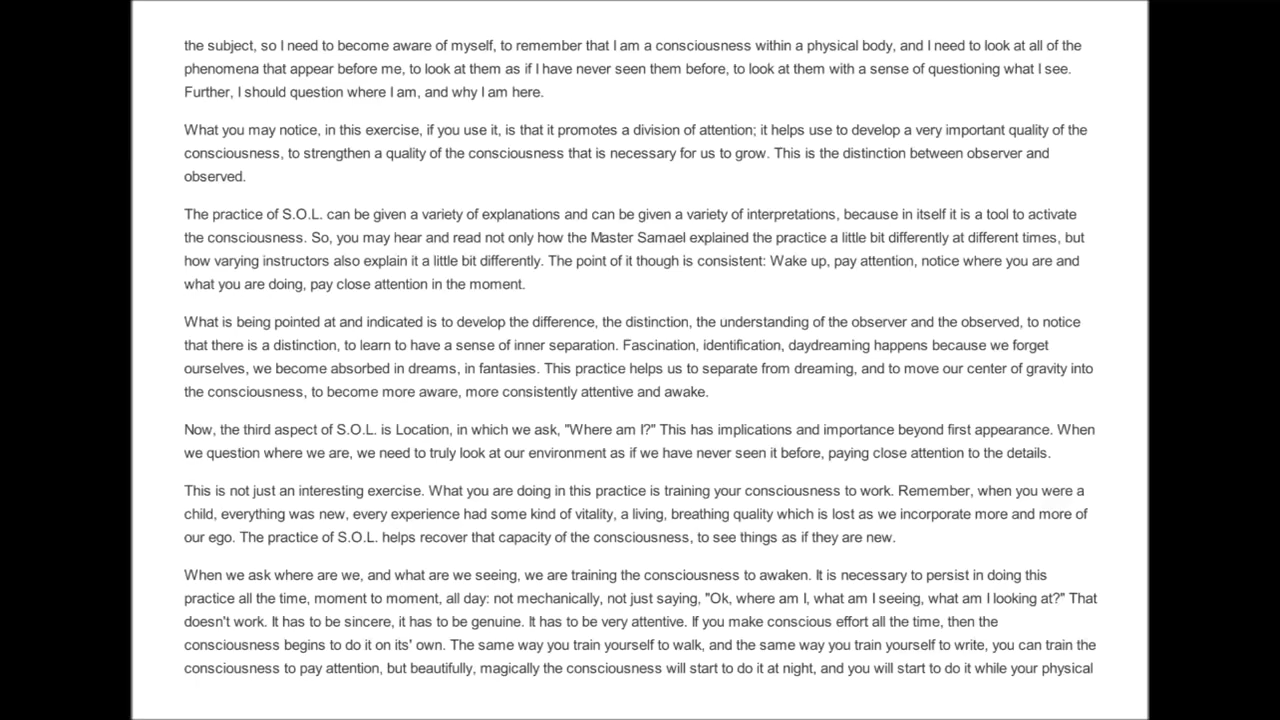 the subject, so I need to become aware of myself, to remember that I am a consciousness within a physical body, and I need to look at all of the
phenomena that appear before me, to look at them as if I have never seen them before, to look at them with a sense of questioning what I see.
Further, I should question where I am, and why I am here.
What you may notice, in this exercise, if you use it, is that it promotes a division of attention; it helps use to develop a very important quality of the
consciousness, to strengthen a quality of the consciousness that is necessary for us to grow. This is the distinction between observer and
observed.
The practice of S.O.L. can be given a variety of explanations and can be given a variety of interpretations, because in itself it is a tool to activate
the consciousness. So, you may hear and read not only how the Master Samael explained the practice a little bit differently at different times, but
how varying instructors also explain it a little bit differently. The point of it though is consistent: Wake up, pay attention, notice where you are and
what you are doing, pay close attention in the moment.
What is being pointed at and indicated is to develop the difference, the distinction, the understanding of the observer and the observed, to notice
that there is a distinction, to learn to have a sense of inner separation. Fascination, identification, daydreaming happens because we forget
ourselves, we become absorbed in dreams, in fantasies. This practice helps us to separate from dreaming, and to move our center of gravity into
the consciousness, to become more aware, more consistently attentive and awake.
Now, the third aspect of S.O.L. is Location, in which we ask, "Where am I?" This has implications and importance beyond first appearance. When
we question where we are, we need to truly look at our environment as if we have never seen it before, paying close attention to the details.
This is not just an interesting exercise. What you are doing in this practice is training your consciousness to work. Remember, when you were a
child, everything was new, every experience had some kind of vitality, a living, breathing quality which is lost as we incorporate more and more of
our ego. The practice of S.O.L. helps recover that capacity of the consciousness, to see things as if they are new.
When we ask where are we, and what are we seeing, we are training the consciousness to awaken. It is necessary to persist in doing this
practice all the time, moment to moment, all day: not mechanically, not just saying, "Ok, where am I, what am I seeing, what am I looking at?" That
doesn't work. It has to be sincere, it has to be genuine. It has to be very attentive. If you make conscious effort all the time, then the
consciousness begins to do it on its' own. The same way you train yourself to walk, and the same way you train yourself to write, you can train the
consciousness to pay attention, but beautifully, magically the consciousness will start to do it at night, and you will start to do it while your physical